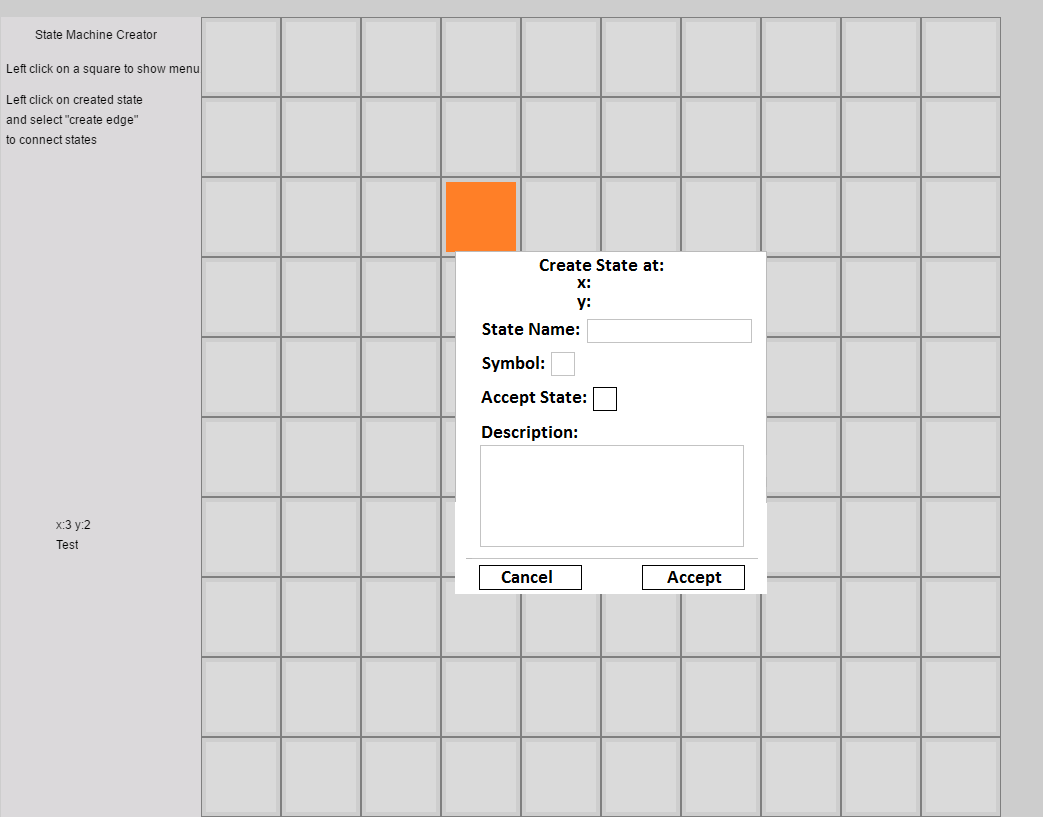 State Machine Creator
Left click on a square to show menu
Left click on created state
and select "create edge"
to connect states
x:3 y:2
Test
Create State at:
x:
y:
State Name:
Symbol:
Accept State:
Description:
Cancel
Accept